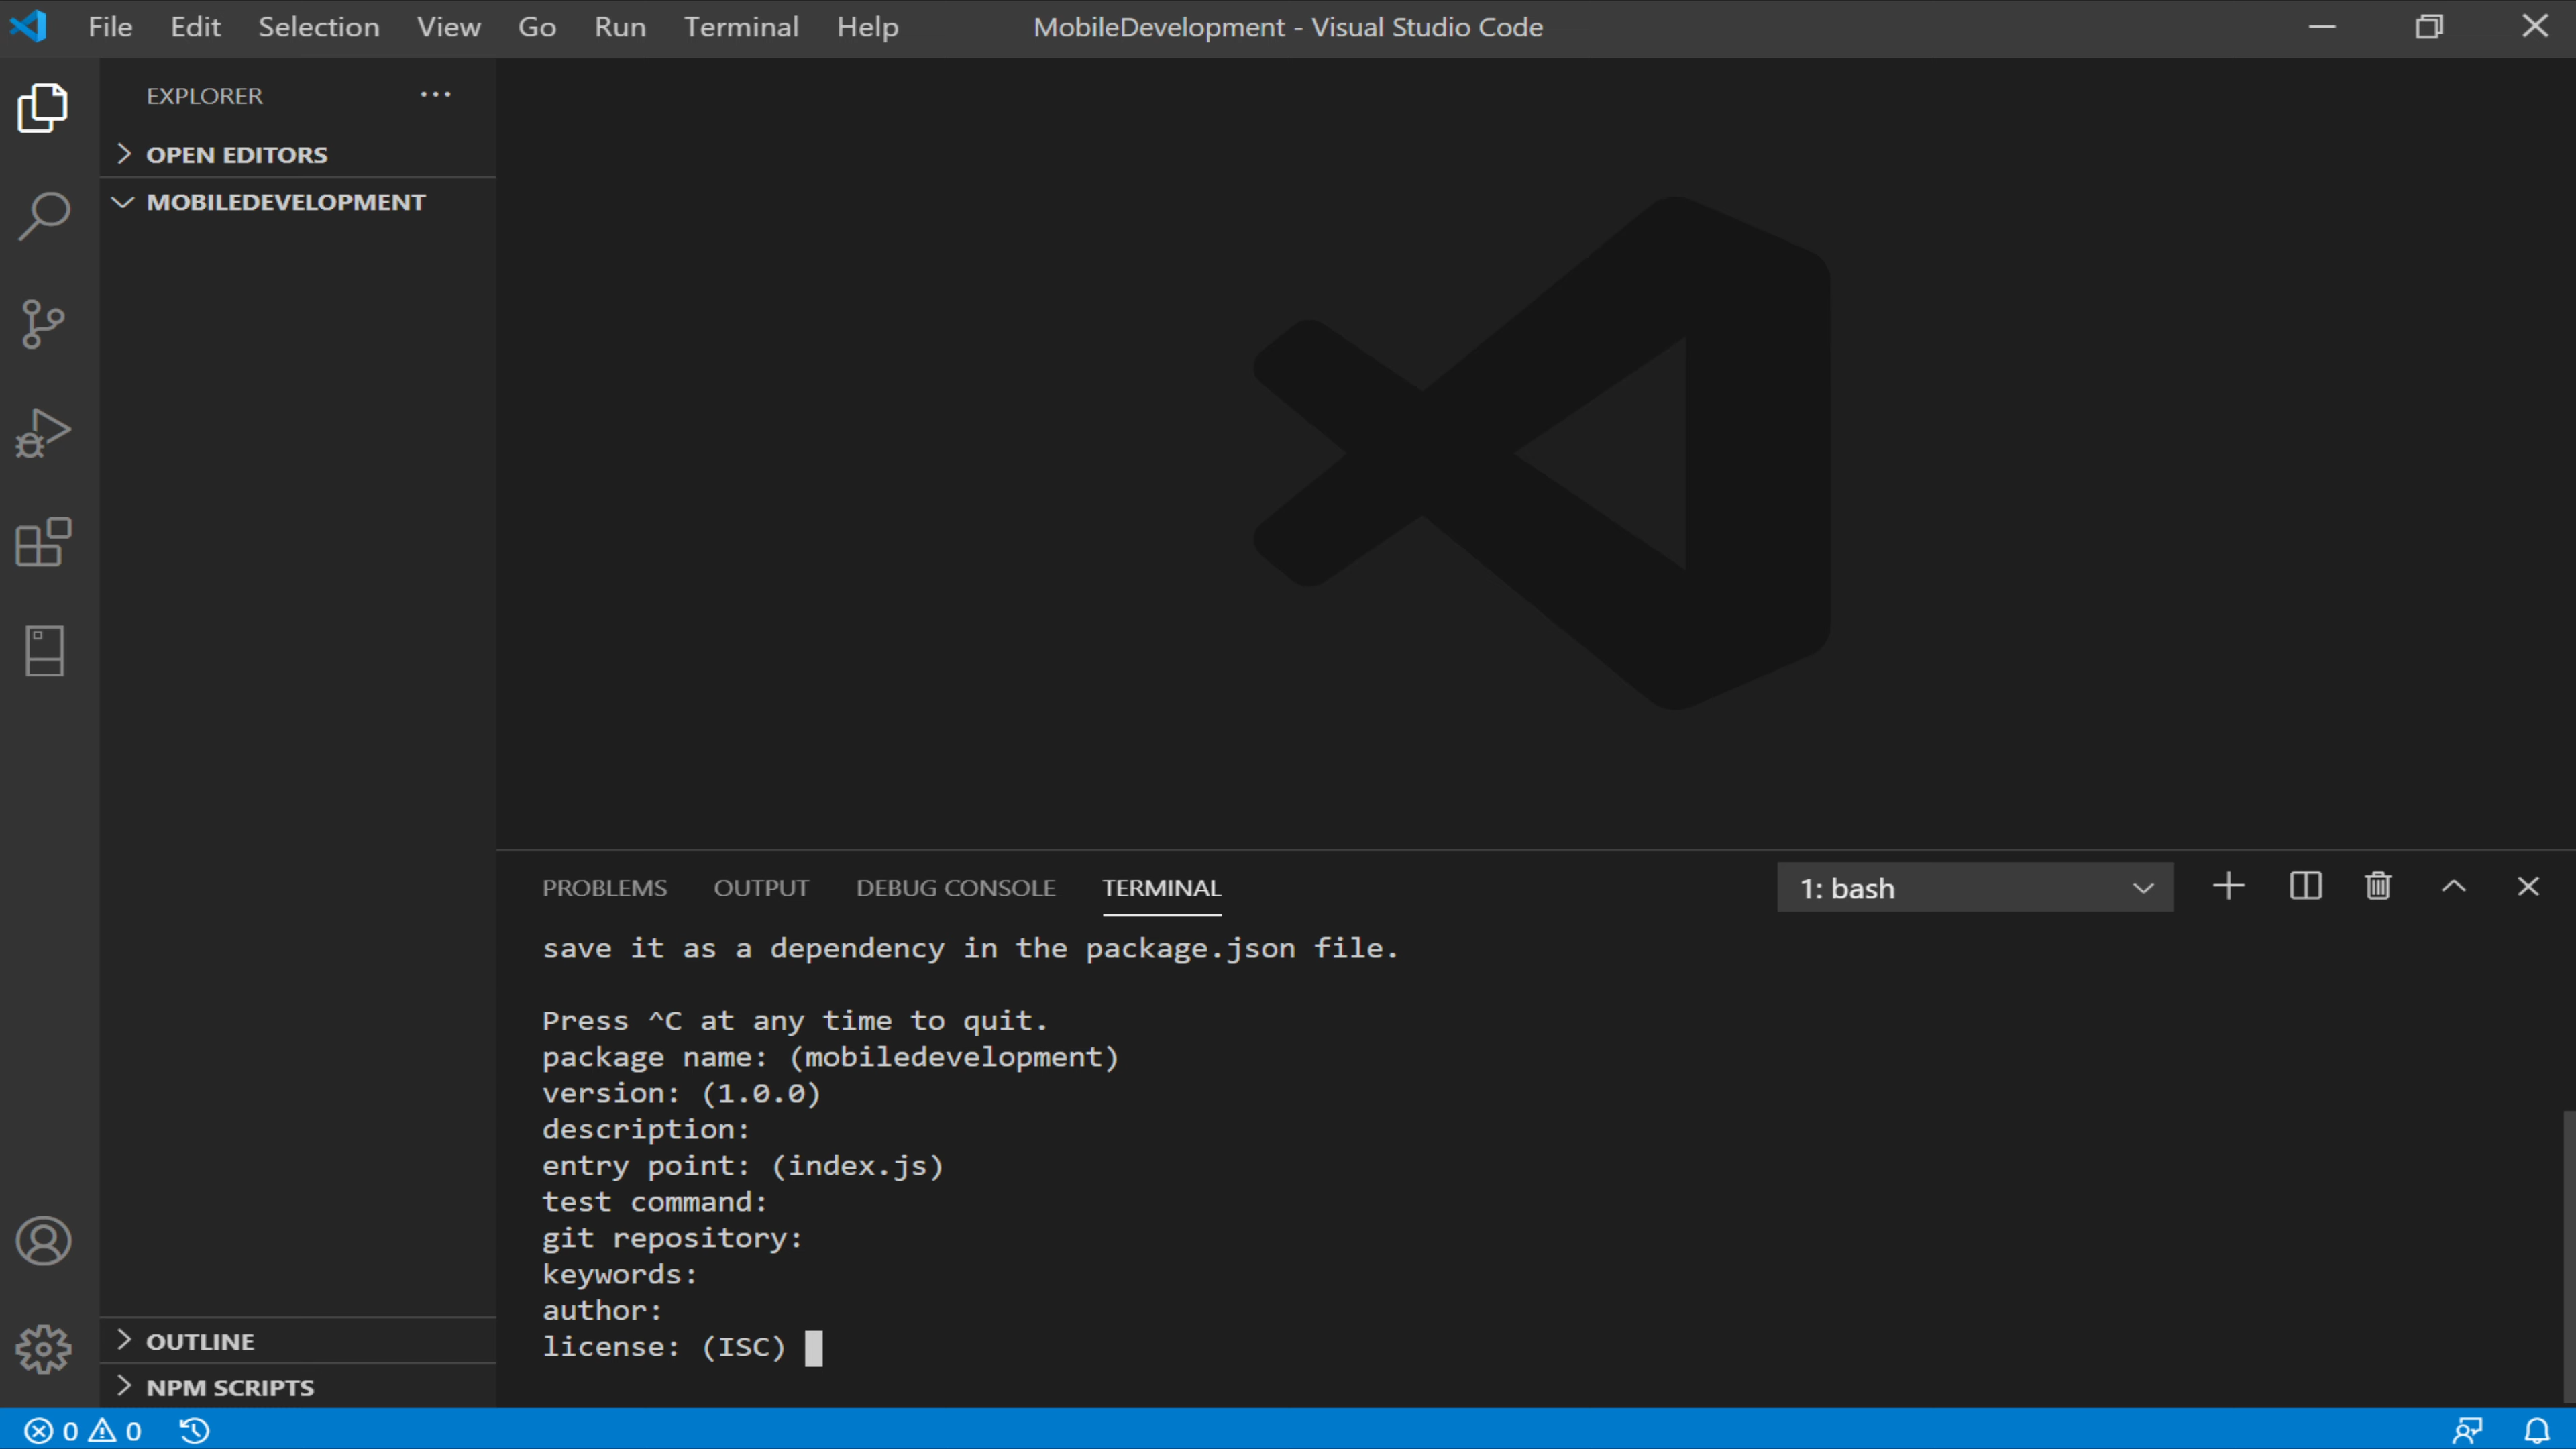 File Edit Selection View Go Run Terminal Help MobileDevelopment - Visual Studio Code
EXPLORER
OPEN EDITORS
MOBILEDEVELOPMENT
PROBLEMS OUTPUT DEBUG CONSOLE TERMINAL 1: bash
save it as a dependency in the package.json file.
Press ^C at any time to quit.
package name: (mobiledevelopment)
version: (1.0.0)
description:
entry point: (index.js)
test command:
git repository:
keywords:
author:
license: (ISC)
OUTLINE
NPM SCRIPTS
0 0